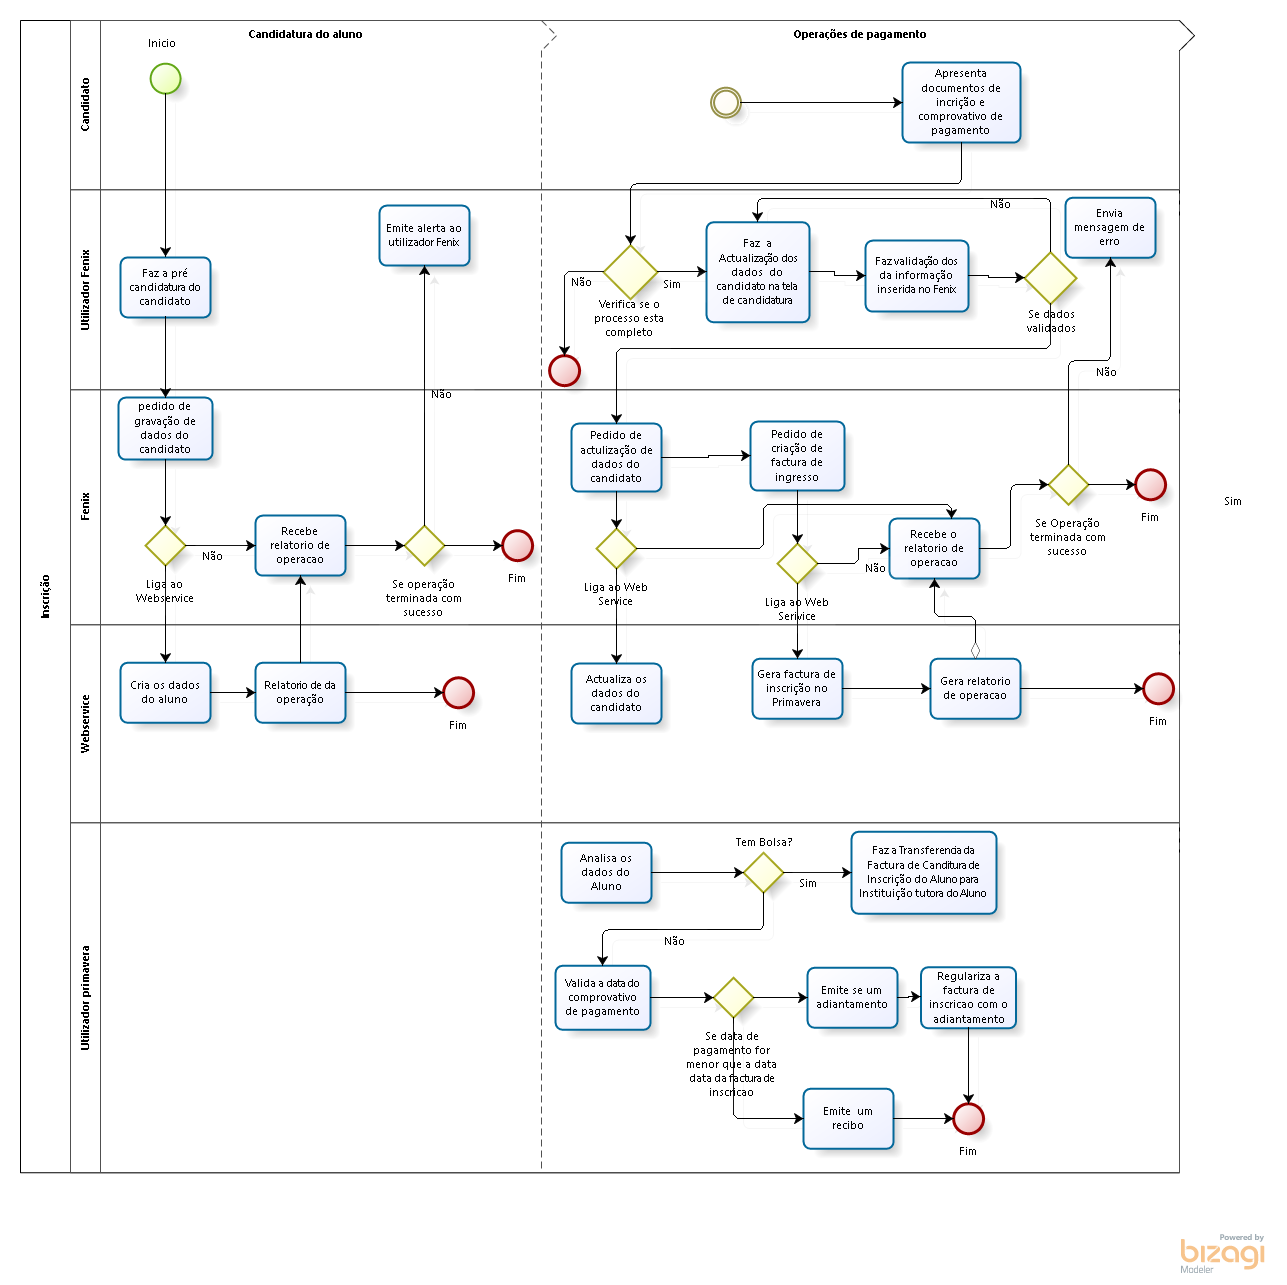 Candidatura do aluno
Operações de pagamento
Inscrição
Candidato
Inicio
Apresenta
documentos de
incrição e
comprovativo de
pagamento
Utilizador Fenix
Faz a pré
candidatura do
candidato
Emite alerta ao
utilizador Fenix
Não
Sim
Verifica se o
processo esta
completo
Faz a
Actualização dos
dados do
candidato na tela
de candidatura
Faz validação dos
da informação
inserida no Fenix
Não
Se dados
validados
Envia
mensagem de
erro
Não
Fenix
Não
pedido de
gravação de
dados do
candidato
Liga ao
Webservice
Não
Recebe
relatorio de
operacao
Se operação
terminada com
sucesso
Fim
Pedido de
actulização de
dados do
candidato
Pedido de
criação de
factura de
ingresso
Liga ao Web
Service
Liga ao Web
Serivice
Não
Recebe o
relatorio de
operacao
Se Operação
terminada com
sucesso
Fim
Sim
Webservice
Cria os dados
do aluno
Relatorio de da
operação
Fim
Actualiza os
dados do
candidato
Gera factura de
inscrição no
Primavera
Gera relatorio
de operacao
Fim
Utilizador primavera
Analisa os
dados do
Aluno
Tem Bolsa?
Sim
Faz a Transferencia da
Factura de Canditura de
Inscrição do Aluno para
Instituição tutora do Aluno
Não
Valida a data do
comprovativo
de pagamento
Se data de
pagamento for
menor que a data
data da factura de
inscricao
Emite se um
adiantamento
Regulariza a
factura de
inscricao com o
adiantamento
Emite um
recibo
Fim
Powered by
bizagi
Modeler